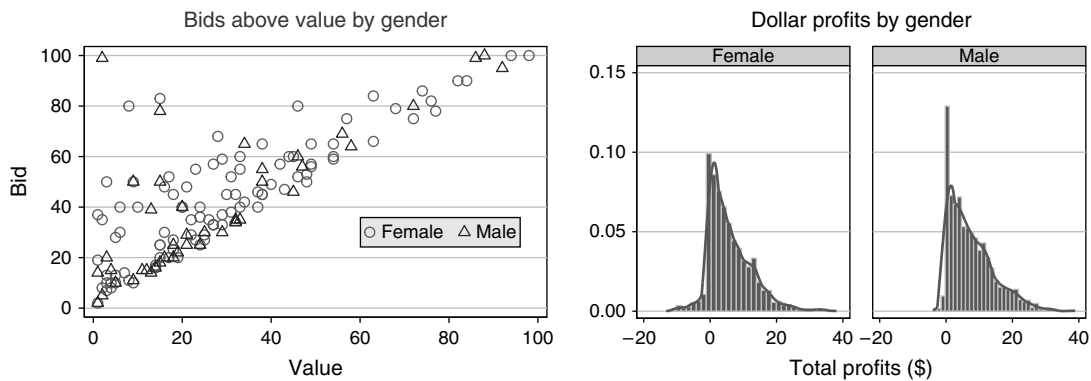 Bids above value by gender
100
80
60
40
20
0
Bid
Female Male
0 20 40 60 80 100
Value
Dollar profits by gender
Female Male
0.15
0.10
0.05
0.00
−20 0 20 40 −20 0 20 40
Total profits ($)